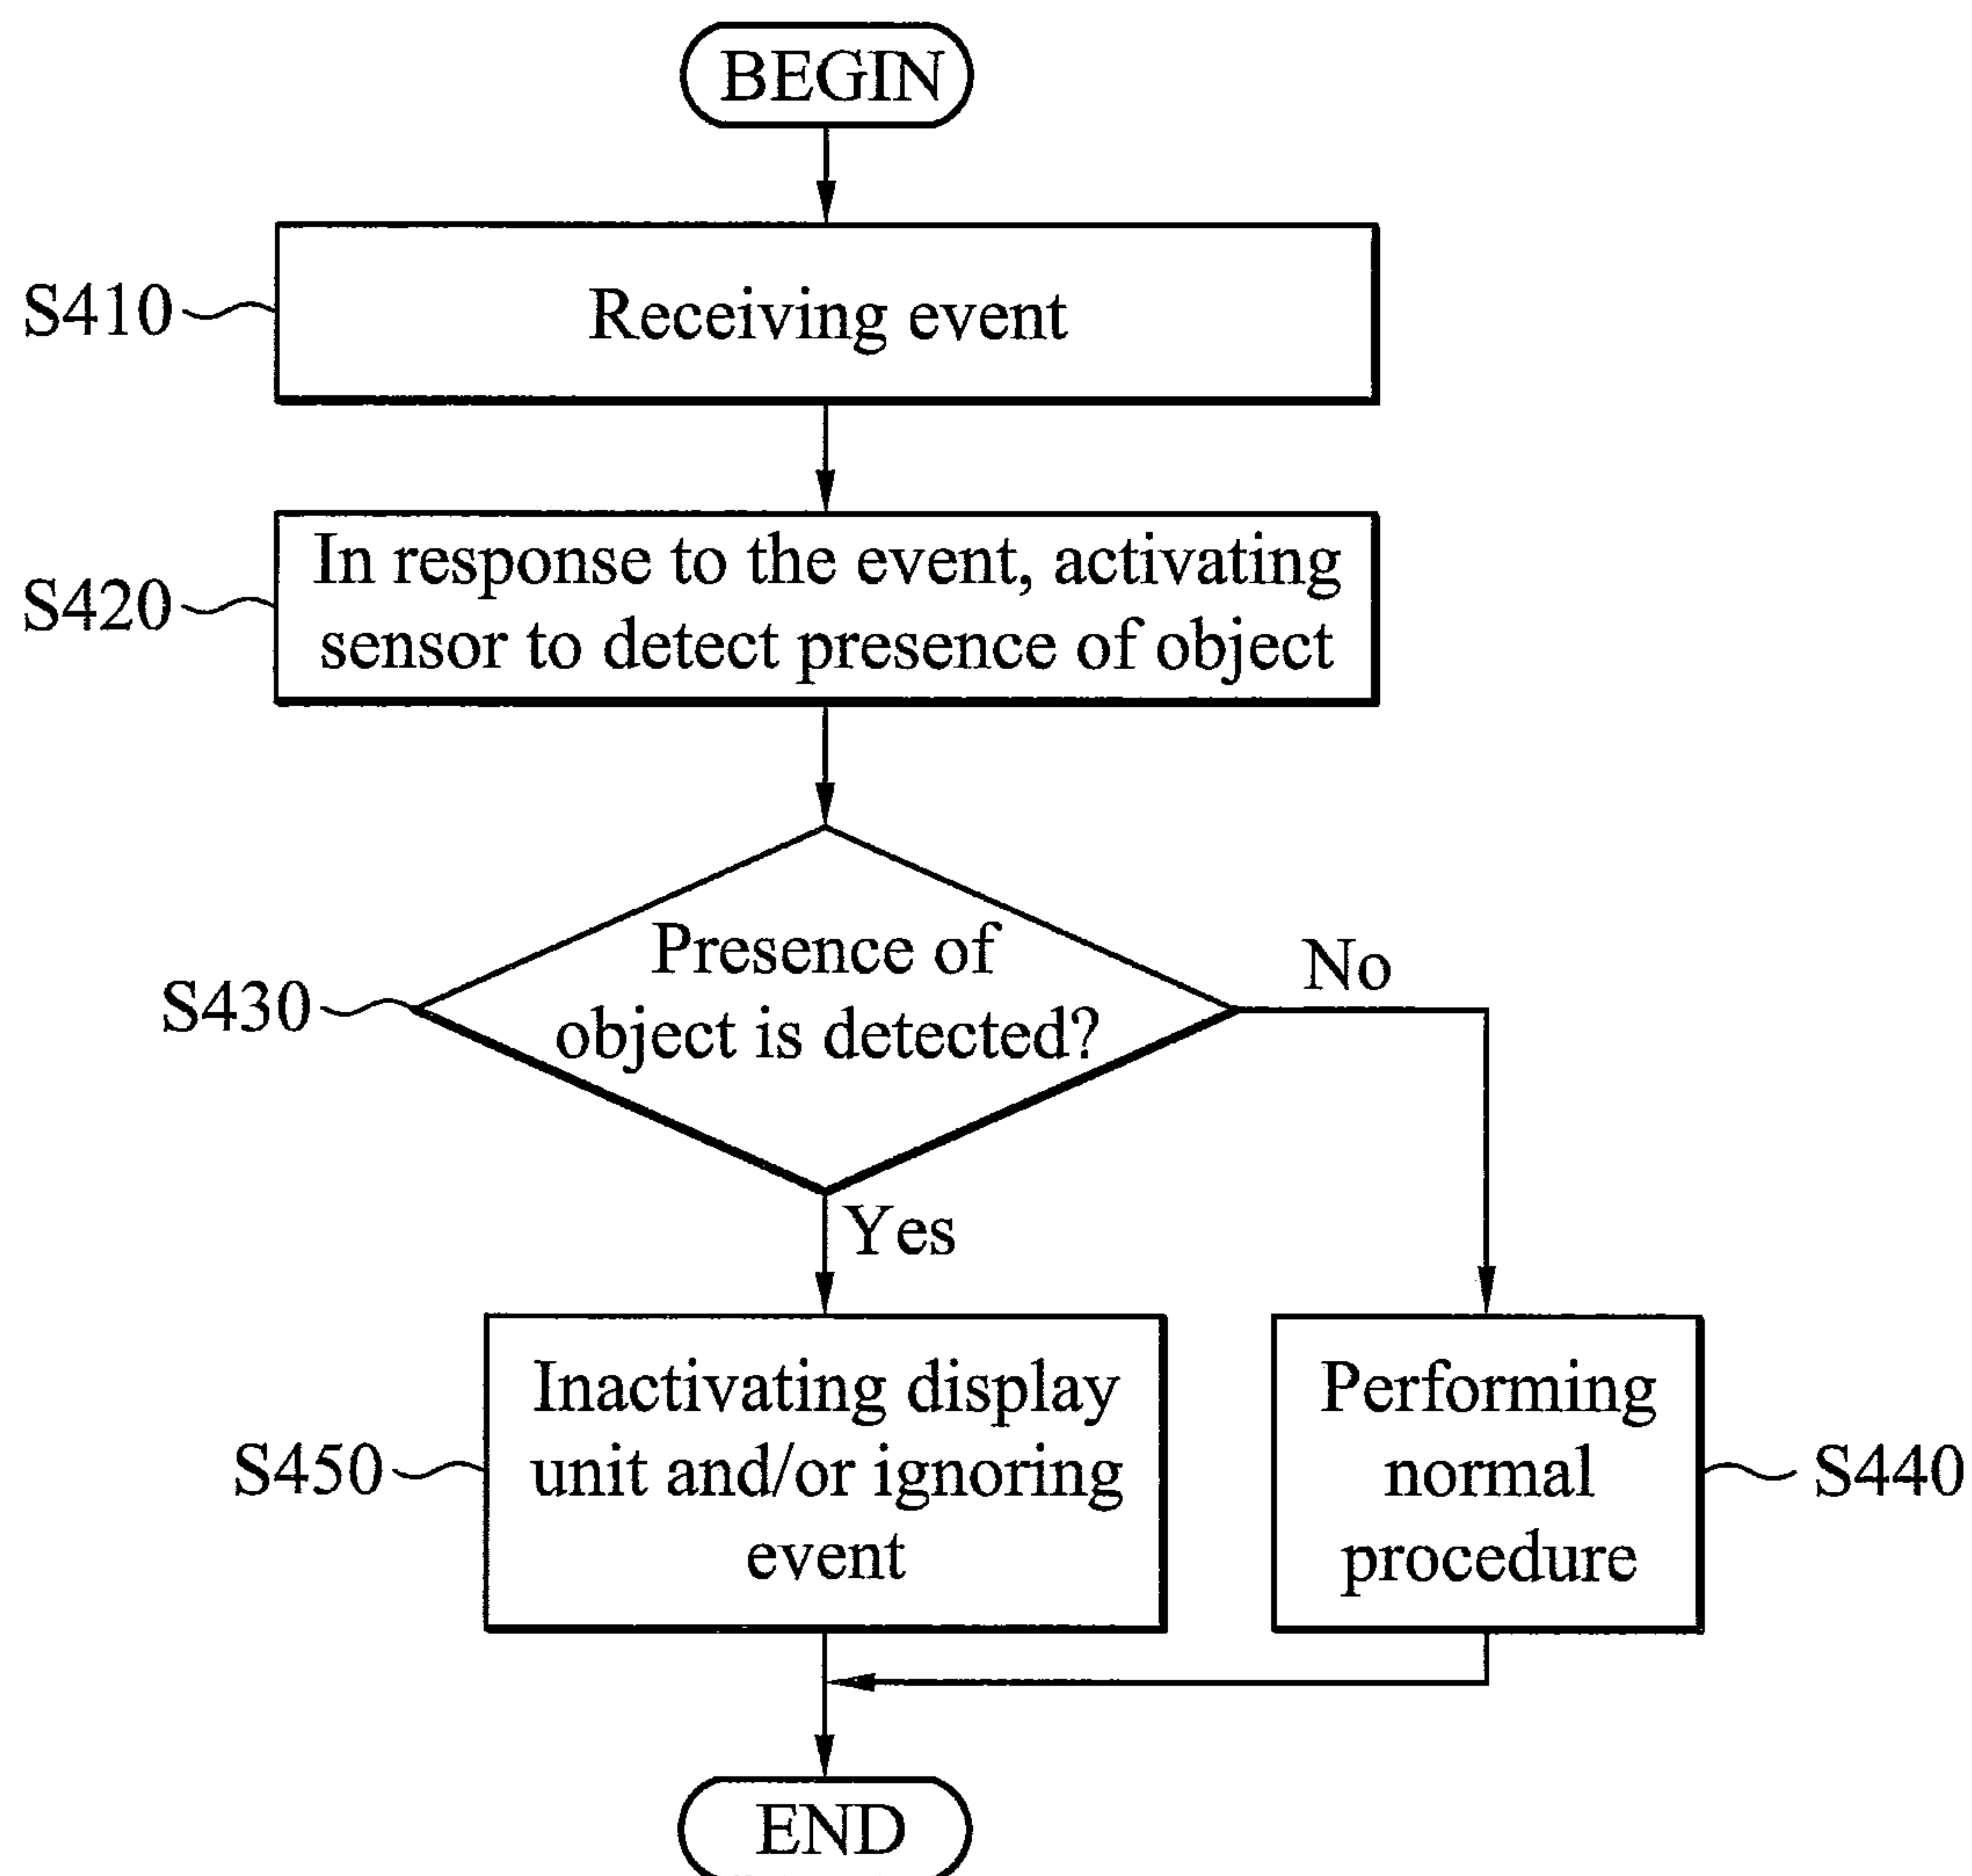 BEGIN
S410
Receiving event
S420
In response to the event, activating
sensor to detect presence of object
S430
Presence of
object is detected?
No
Yes
S450
Inactivating display
unit and/or ignoring
event
Performing
normal
procedure
S440
END